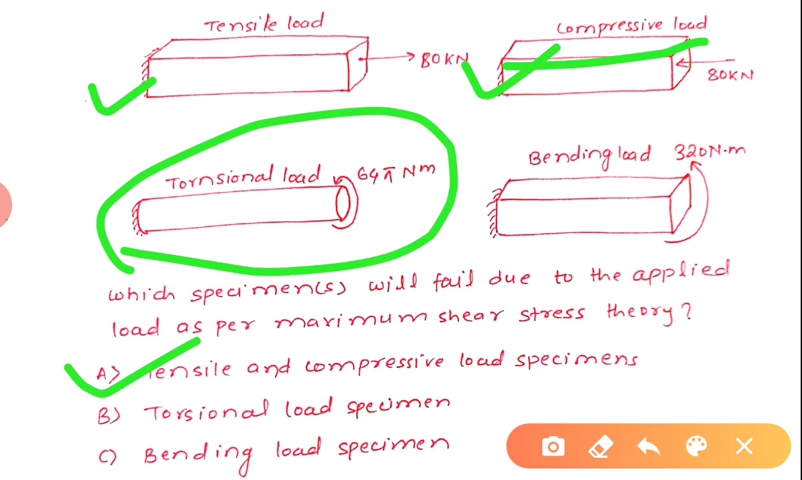 Tensile load
80KN
compressive load
80KN
Tornsional load
64π Nm
Bending load 320N·m
which specimen(s) will fail due to the applied
load as per maximum shear stress theory?
A) Tensile and compressive load specimens
B) Torsional load specimen
C) Bending load specimen